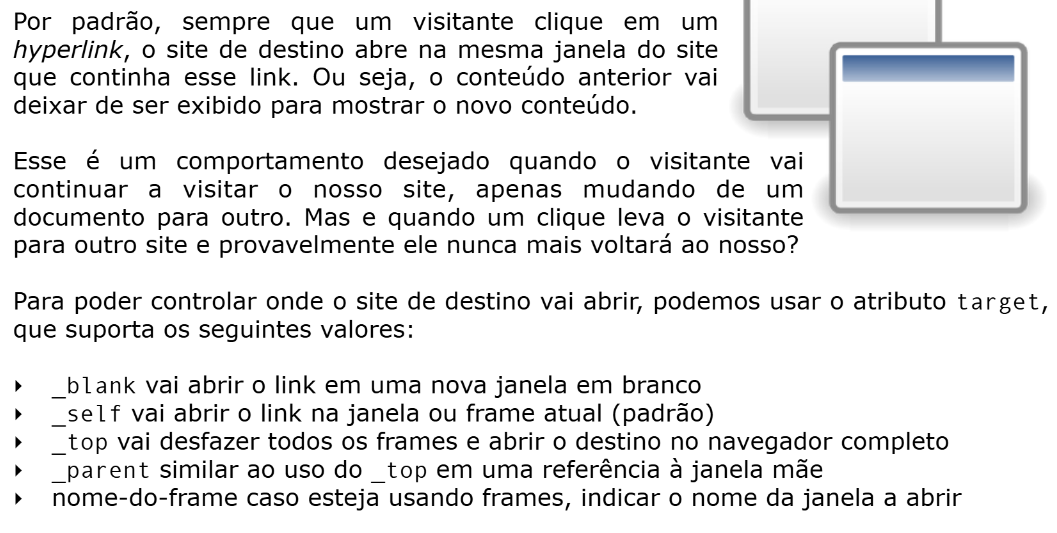 Por padrão, sempre que um visitante clique em um
hyperlink, o site de destino abre na mesma janela do site
que continha esse link. Ou seja, o conteúdo anterior vai
deixar de ser exibido para mostrar o novo conteúdo.
Esse é um comportamento desejado quando o visitante vai
continuar a visitar o nosso site, apenas mudando de um
documento para outro. Mas e quando um clique leva o visitante
para outro site e provavelmente ele nunca mais voltará ao nosso?
Para poder controlar onde o site de destino vai abrir, podemos usar o atributo target,
que suporta os seguintes valores:
‣ _blank vai abrir o link em uma nova janela em branco
‣ _self vai abrir o link na janela ou frame atual (padrão)
‣ _top vai desfazer todos os frames e abrir o destino no navegador completo
‣ _parent similar ao uso do _top em uma referência à janela mãe
‣ nome-do-frame caso esteja usando frames, indicar o nome da janela a abrir